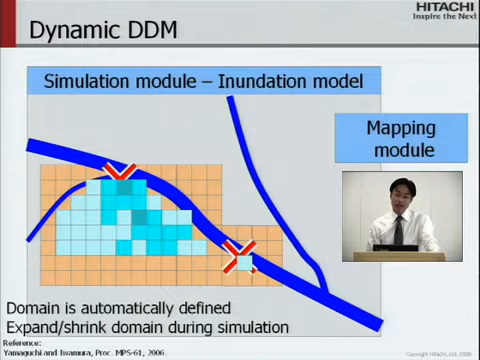 HITACHI
Inspire the Next
Dynamic DDM
Simulation module – Inundation model
Mapping
module
Domain is automatically defined
Expand/shrink domain during simulation
Reference:
Yamaguchi and Iwamura, Proc. MPS-61, 2006.
Copyright Hitachi, Ltd. 2008